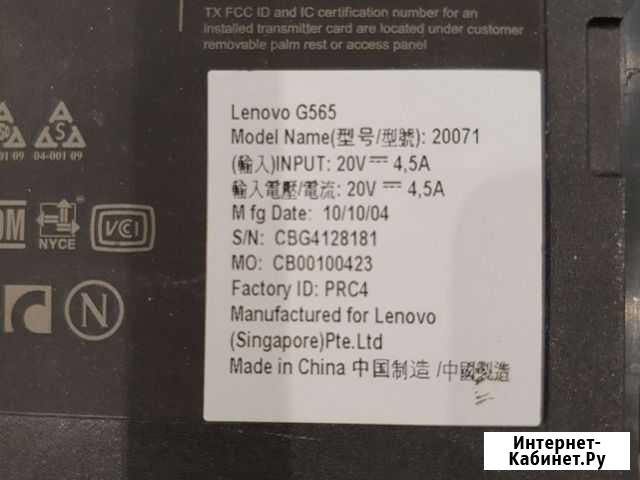 TX FCC ID and IC certification number for an
installed transmitter card are located under customer
removable palm rest or access panel
Lenovo G565
Model Name(型号/型號): 20071
(輸入)INPUT: 20V⎓ 4,5A
輸入電壓/電流: 20V ⎓ 4,5A
Mfg Date: 10/10/04
S/N: CBG4128181
MO: CB00100423
Factory ID: PRC4
Manufactured for Lenovo
(Singapore)Pte.Ltd
Made in China 中国制造 /中國製造
S
04-001 09
NYCE
VCI
N
Интернет-
Кабинет.Ру